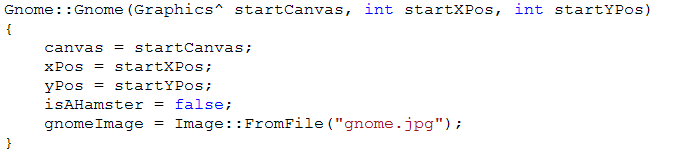 Gnome::Gnome(Graphics^ startCanvas, int startXPos, int startYPos)
{
canvas = startCanvas;
xPos = startXPos;
yPos = startYPos;
isAHamster = false;
gnomeImage = Image::FromFile("gnome.jpg");
}